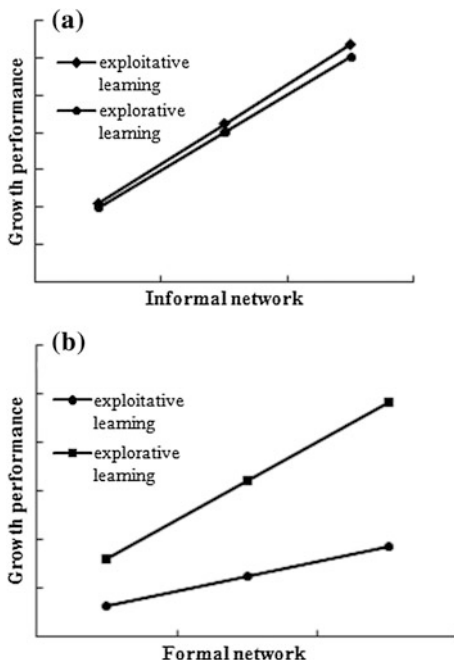 (a)
exploitative
learning
explorative
learning
Growth performance
Informal network
(b)
exploitative
learning
explorative
learning
Growth performance
Formal network